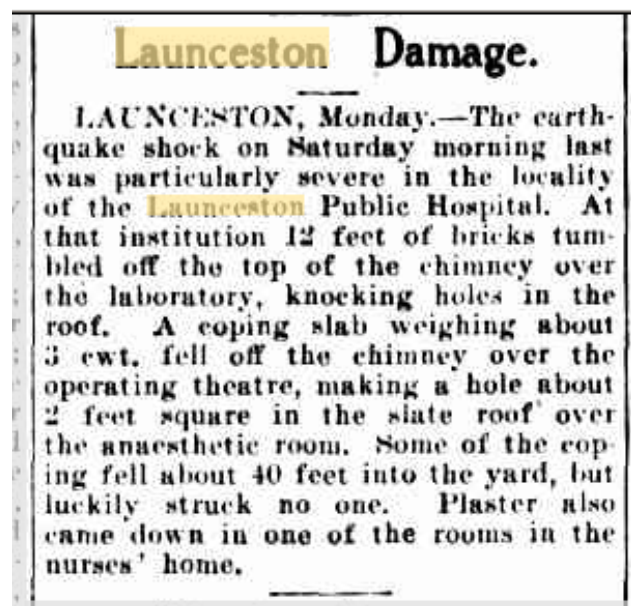 Launceston Damage.
LAUNCESTON, Monday.—The earth-
quake shock on Saturday morning last
was particularly severe in the locality
of the Launceston Public Hospital. At
that institution 12 feet of bricks tum-
bled off the top of the chimney over
the laboratory, knocking holes in the
roof. A coping slab weighing about
3 cwt. fell off the chimney over the
operating theatre, making a hole about
2 feet square in the slate roof over
the anaesthetic room. Some of the cop-
ing fell about 40 feet into the yard, but
luckily struck no one. Plaster also
came down in one of the rooms in the
nurses' home.